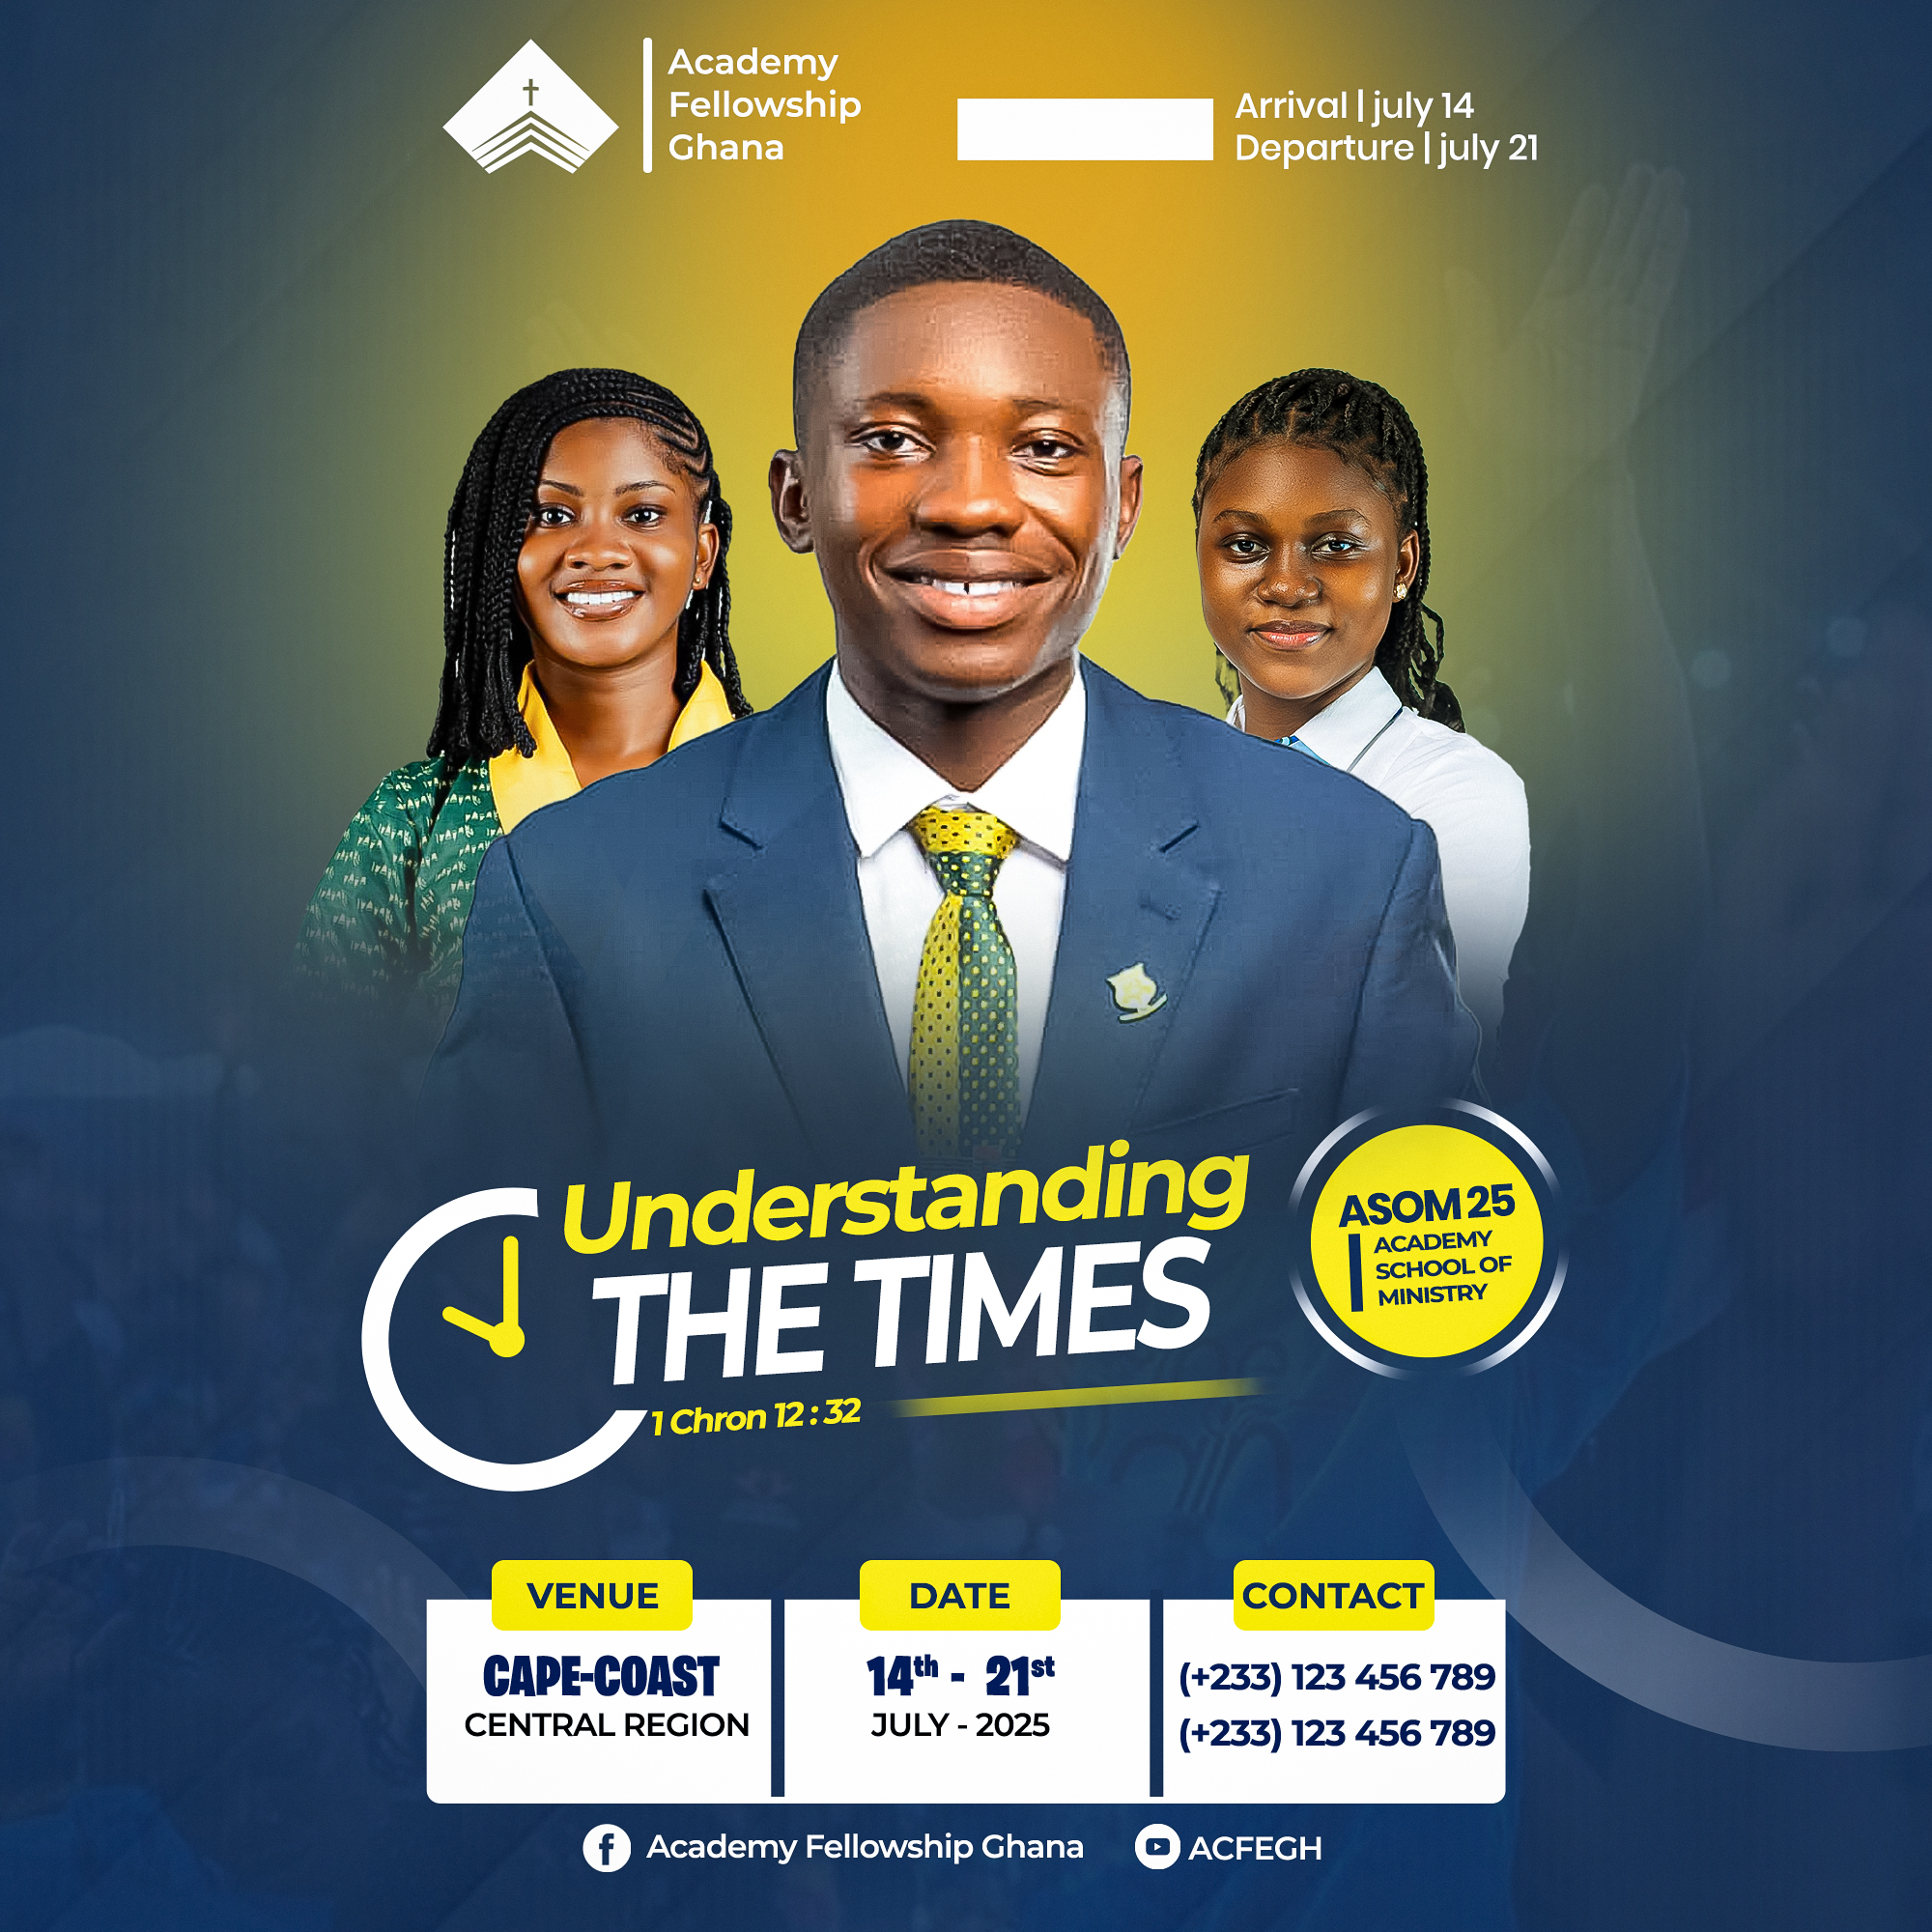 Academy
Fellowship
Ghana
Arrival | july 14
Departure | july 21
Understanding
THE TIMES
1 Chron 12 : 32
ASOM 25
ACADEMY
SCHOOL OF
MINISTRY
VENUE
CAPE-COAST
CENTRAL REGION
DATE
14th - 21st
JULY - 2025
CONTACT
(+233) 123 456 789
(+233) 123 456 789
Academy Fellowship Ghana
ACFEGH